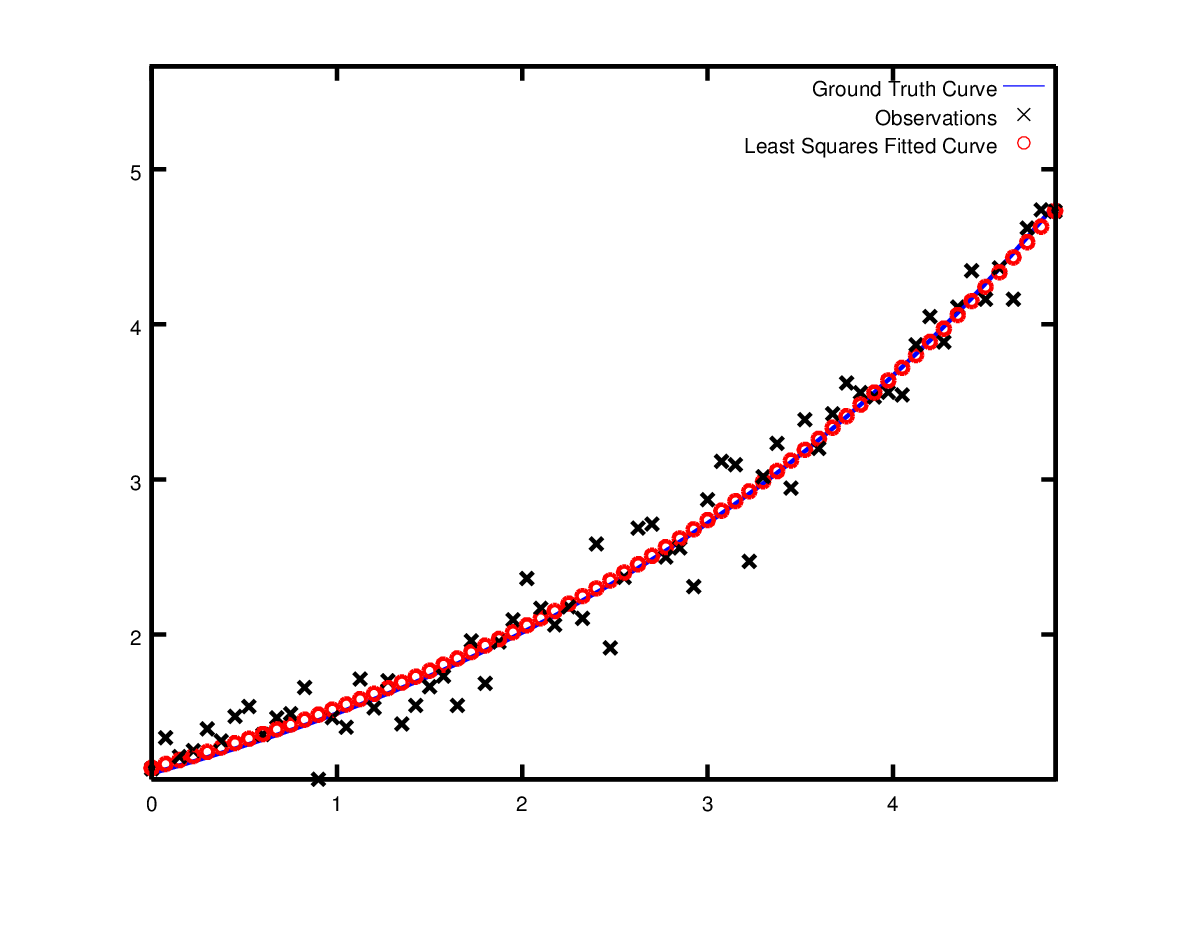 Ground Truth Curve
Observations
Least Squares Fitted Curve
5
4
3
2
0 1 2 3 4